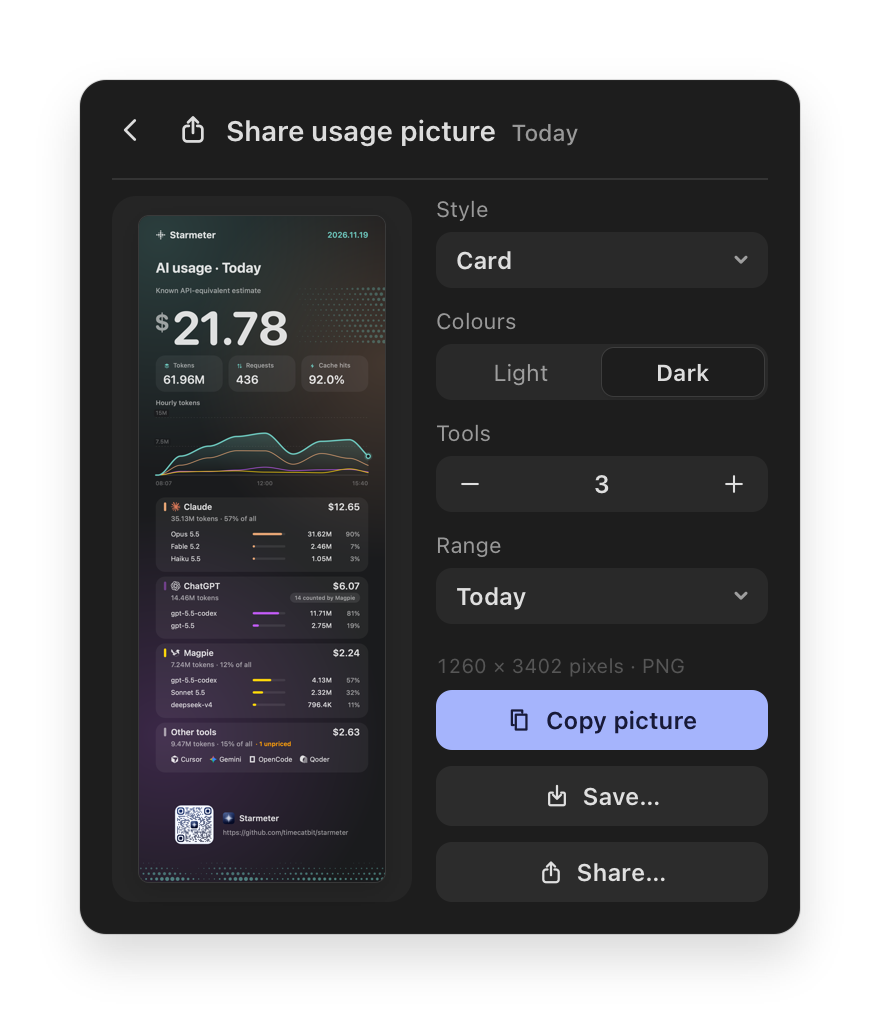 Share usage picture Today
Starmeter 2026.11.19
AI usage · Today
Known API-equivalent estimate
$21.78
Tokens Requests Cache hits
61.96M 436 92.0%
Hourly tokens
15M
7.5M
09:07 12:00 15:40
Claude $12.65
35.13M tokens · 57% of all
Opus 5.5 31.62M 90%
Fable 5.2 2.46M 7%
Haiku 5.5 1.05M 3%
ChatGPT $6.07
14.46M tokens 14 counted by Magpie
gpt-5.5-codex 11.71M 81%
gpt-5.5 2.75M 19%
Magpie $2.24
7.24M tokens · 12% of all
gpt-5.5-codex 4.13M 57%
Sonnet 5.5 2.32M 32%
deepseek-v4 796.4K 11%
Other tools $2.63
9.47M tokens · 15% of all · 1 unpriced
Cursor Gemini OpenCode Qoder
Starmeter
https://github.com/timecatbit/starmeter
Style
Card
Colours
Light Dark
Tools
3
Range
Today
1260 × 3402 pixels · PNG
Copy picture
Save...
Share...